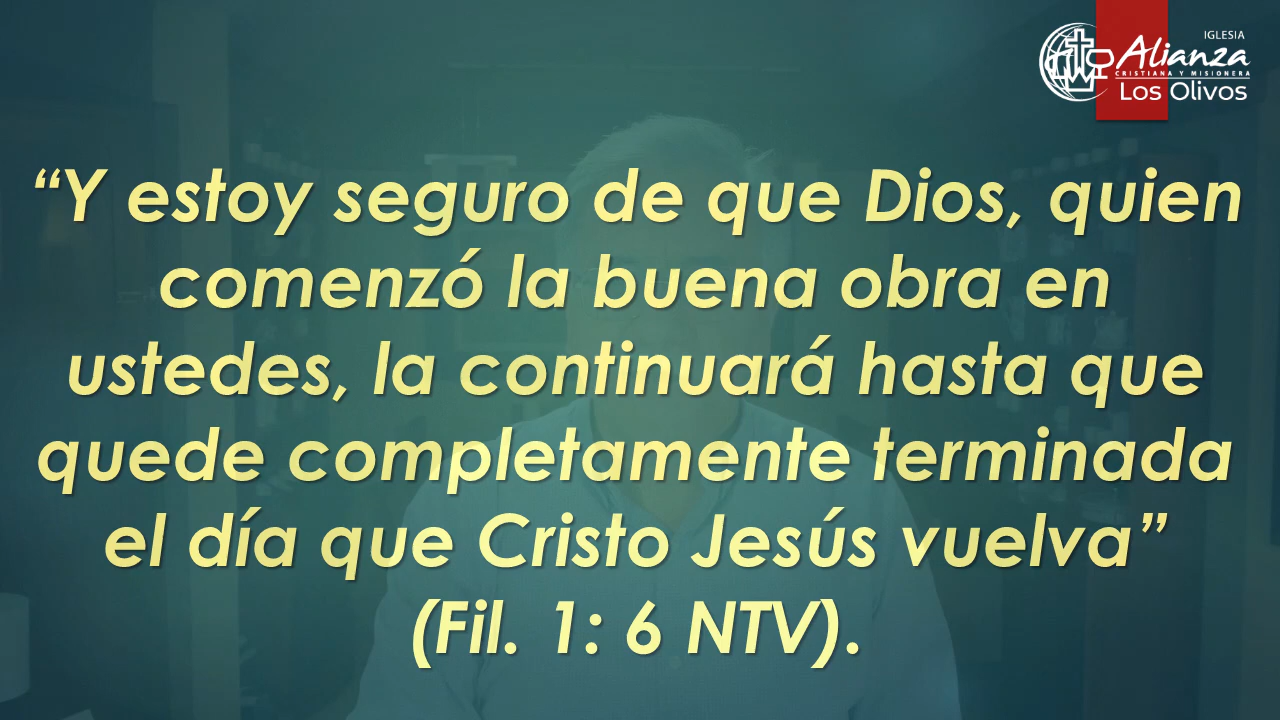 IGLESIA
Alianza
CRISTIANA Y MISIONERA
Los Olivos
“Y estoy seguro de que Dios, quien
comenzó la buena obra en
ustedes, la continuará hasta que
quede completamente terminada
el día que Cristo Jesús vuelva”
(Fil. 1: 6 NTV).